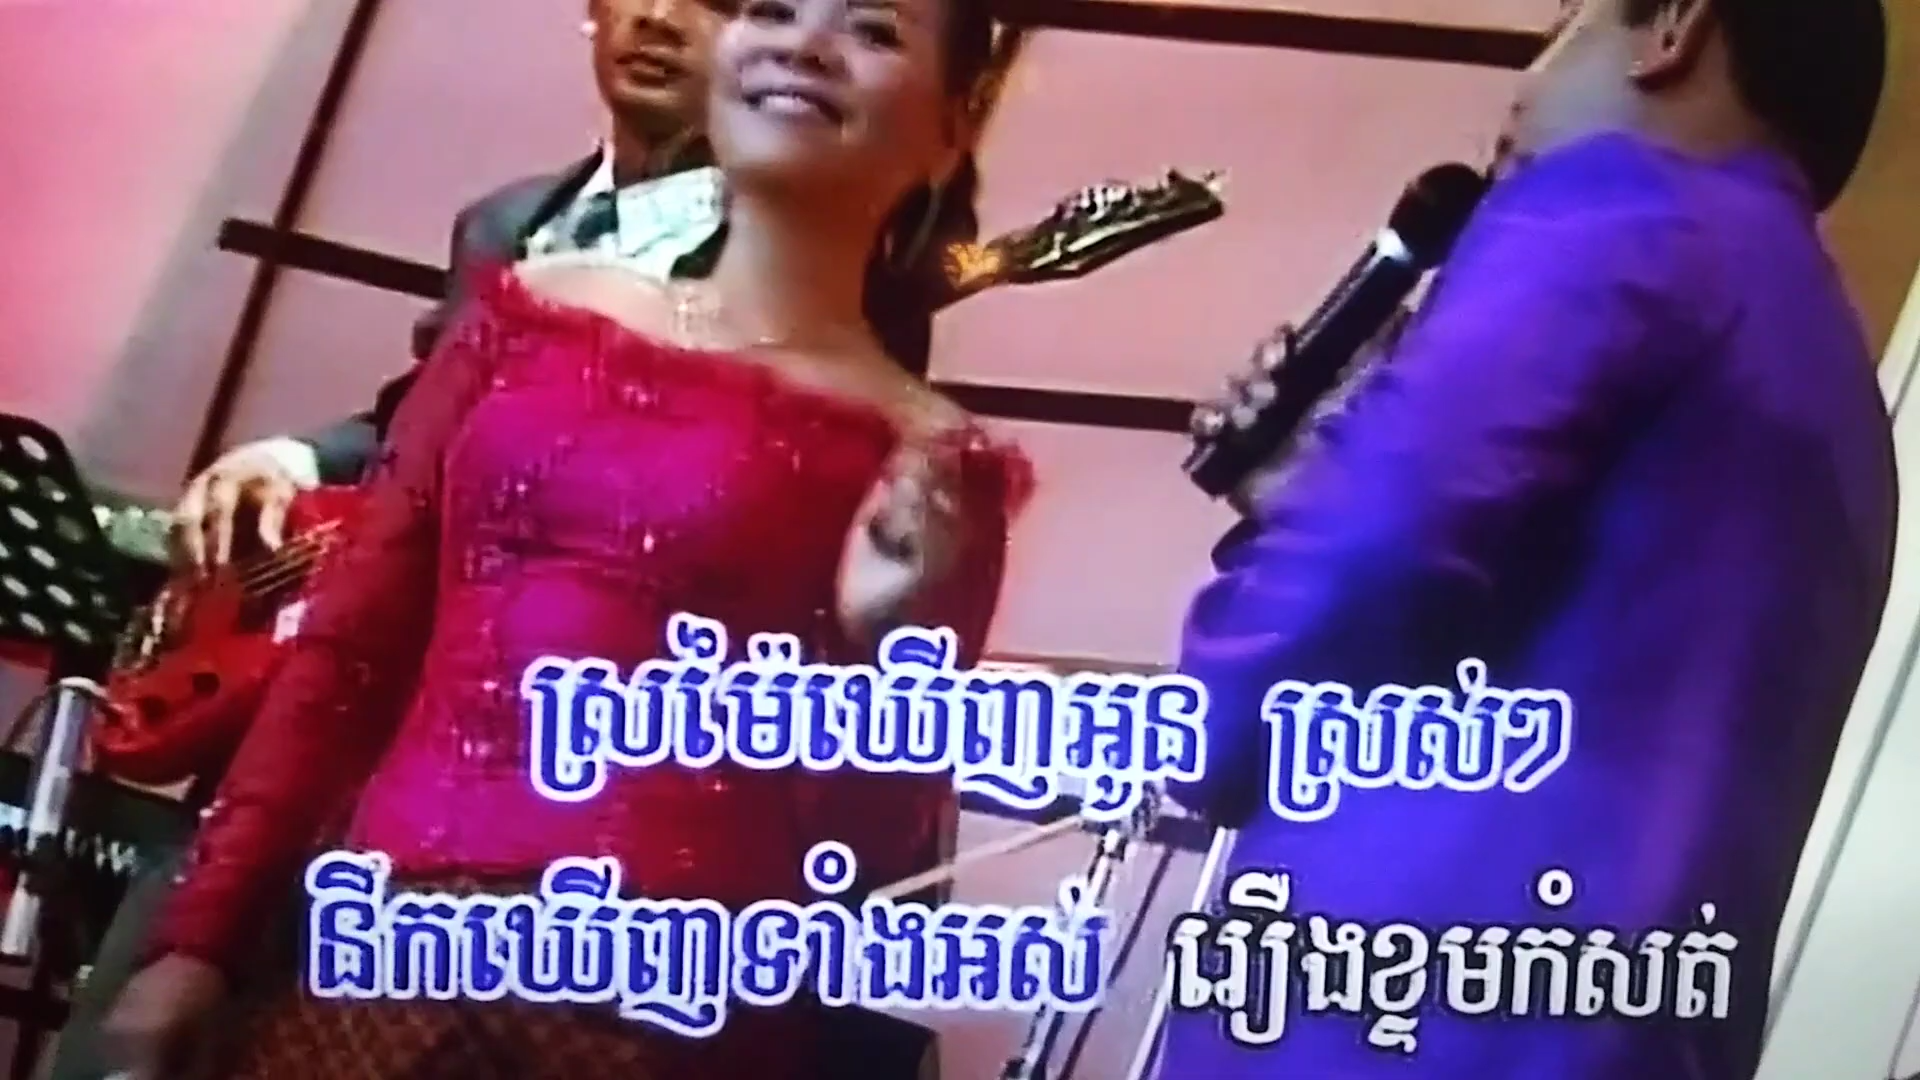 ស្រម៉ៃឃើញអូន ស្រស់ៗ
នឹកឃើញទាំងអស់ រឿងខ្ទមកំសត់